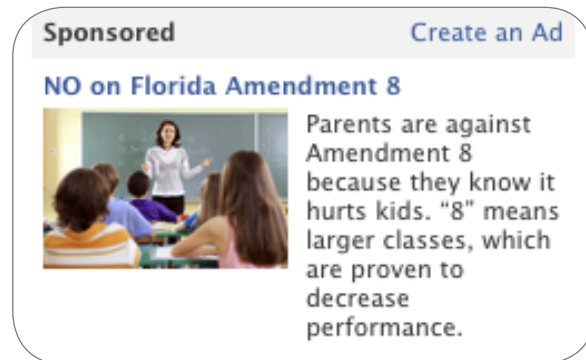 Sponsored Create an Ad
NO on Florida Amendment 8
Parents are against
Amendment 8
because they know it
hurts kids. “8” means
larger classes, which
are proven to
decrease
performance.